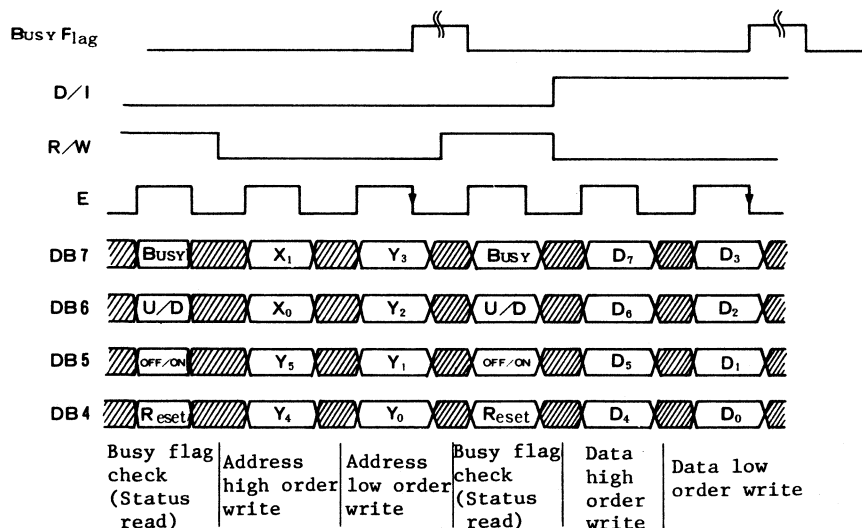 BUSY Flag
D/I
R/W
E
DB7 BUSY X₁ Y₃ BUSY D₇ D₃
DB6 U/D X₀ Y₂ U/D D₆ D₂
DB5 OFF/ON Y₅ Y₁ OFF/ON D₅ D₁
DB4 Reset Y₄ Y₀ Reset D₄ D₀
Busy flag check (Status read)
Address high order write
Address low order write
Busy flag check (Status read)
Data high order write
Data low order write